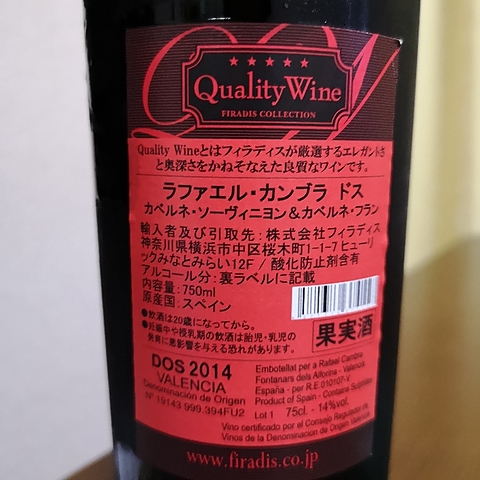 Quality Wine
FIRADIS COLLECTION
Quality Wineとはフィラディスが厳選するエレガントさ
と奥深さをかねそなえた良質なワインです。
ラファエル・カンブラ ドス
カベルネ・ソーヴィニヨン&カベルネ・フラン
輸入者及び引取先:株式会社フィラディス
神奈川県横浜市中区桜木町1-1-7 ヒューリ
ックみなとみらい12F / 酸化防止剤含有
アルコール分:裏ラベルに記載
内容量:750ml
原産国:スペイン
●飲酒は20歳になってから。
●妊娠中や授乳期の飲酒は胎児・乳児の
発育に悪影響を与える恐れがあります。
果実酒
DOS 2014
VALENCIA
Denominación de Origen
Nº 19143 999.394FU2
Embotellat per a Rafael Cambra
Fontanars dels Alforins - Valencia.
España - per R.E.010107-V
Product of Spain - Contains Sulphites
Lot 1 75cl. - 14%vol.
Vino certificado por el Consejo Regulador de
Vinos de la Denominación de Origen Valencia.
www.firadis.co.jp